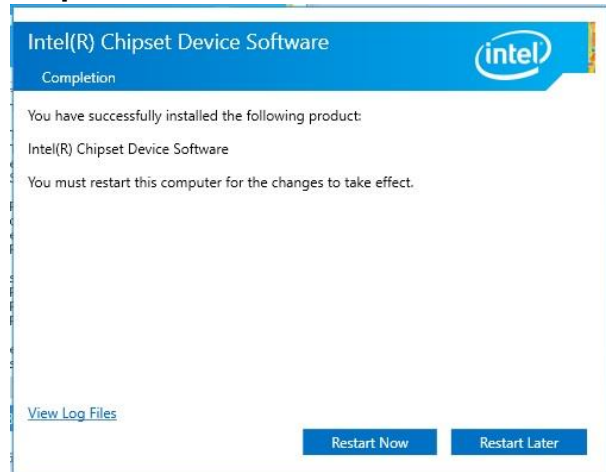 Intel(R) Chipset Device Software
intel
Completion
You have successfully installed the following product:
Intel(R) Chipset Device Software
You must restart this computer for the changes to take effect.
View Log Files
Restart Now
Restart Later